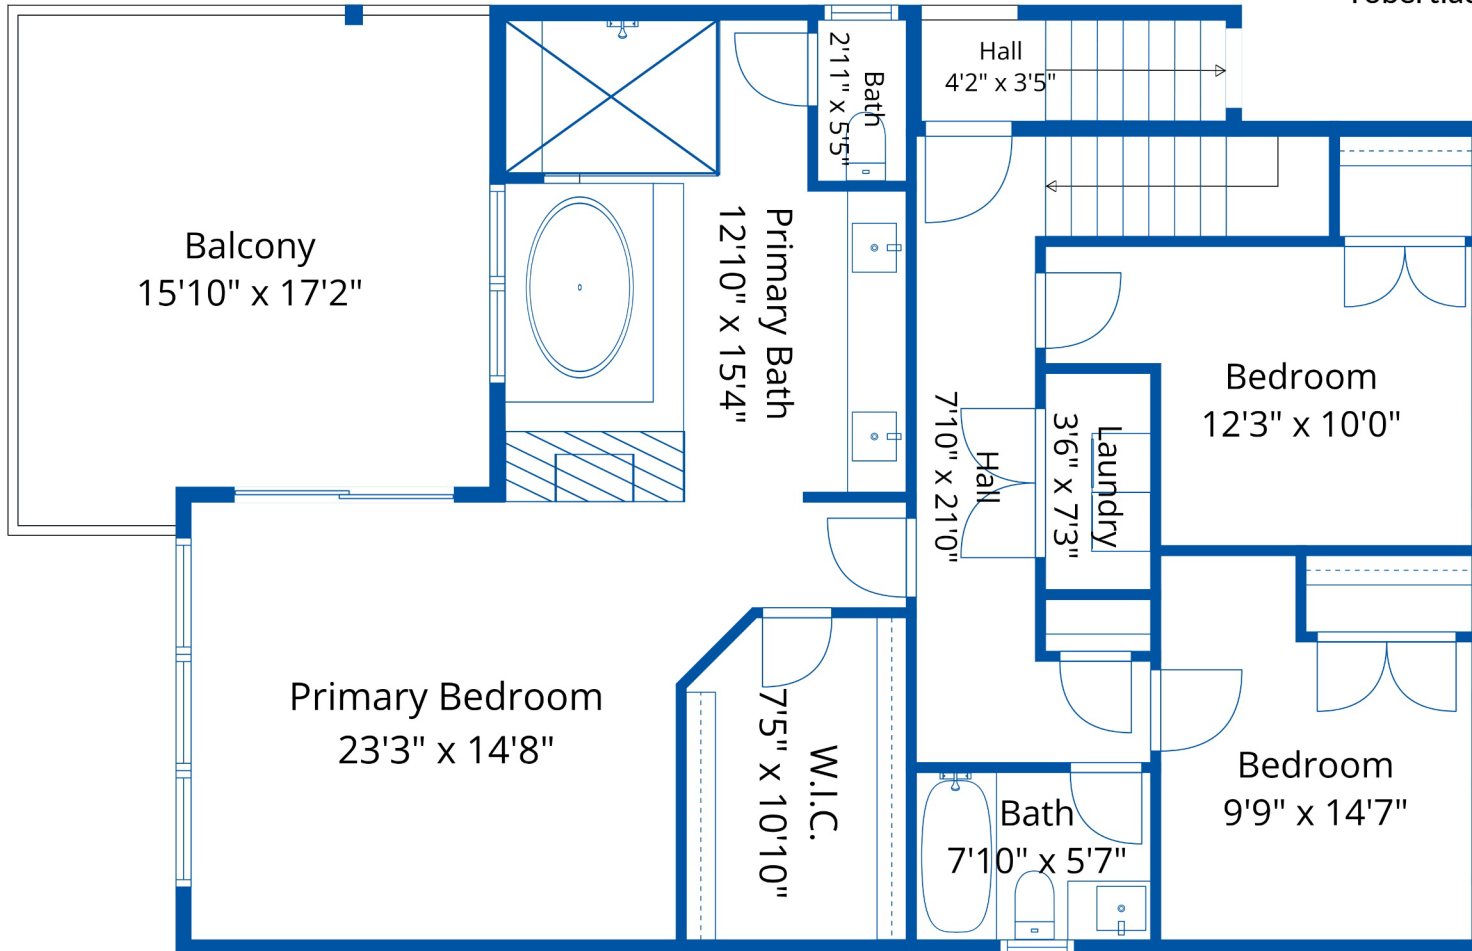 Hall
4'2" x 3'5"
Bath
2'11" x 5'5"
Balcony
15'10" x 17'2"
Primary Bath
12'10" x 15'4"
Bedroom
12'3" x 10'0"
Hall
7'10" x 21'0"
Laundry
3'6" x 7'3"
Primary Bedroom
23'3" x 14'8"
W.I.C.
7'5" x 10'10"
Bath
7'10" x 5'7"
Bedroom
9'9" x 14'7"